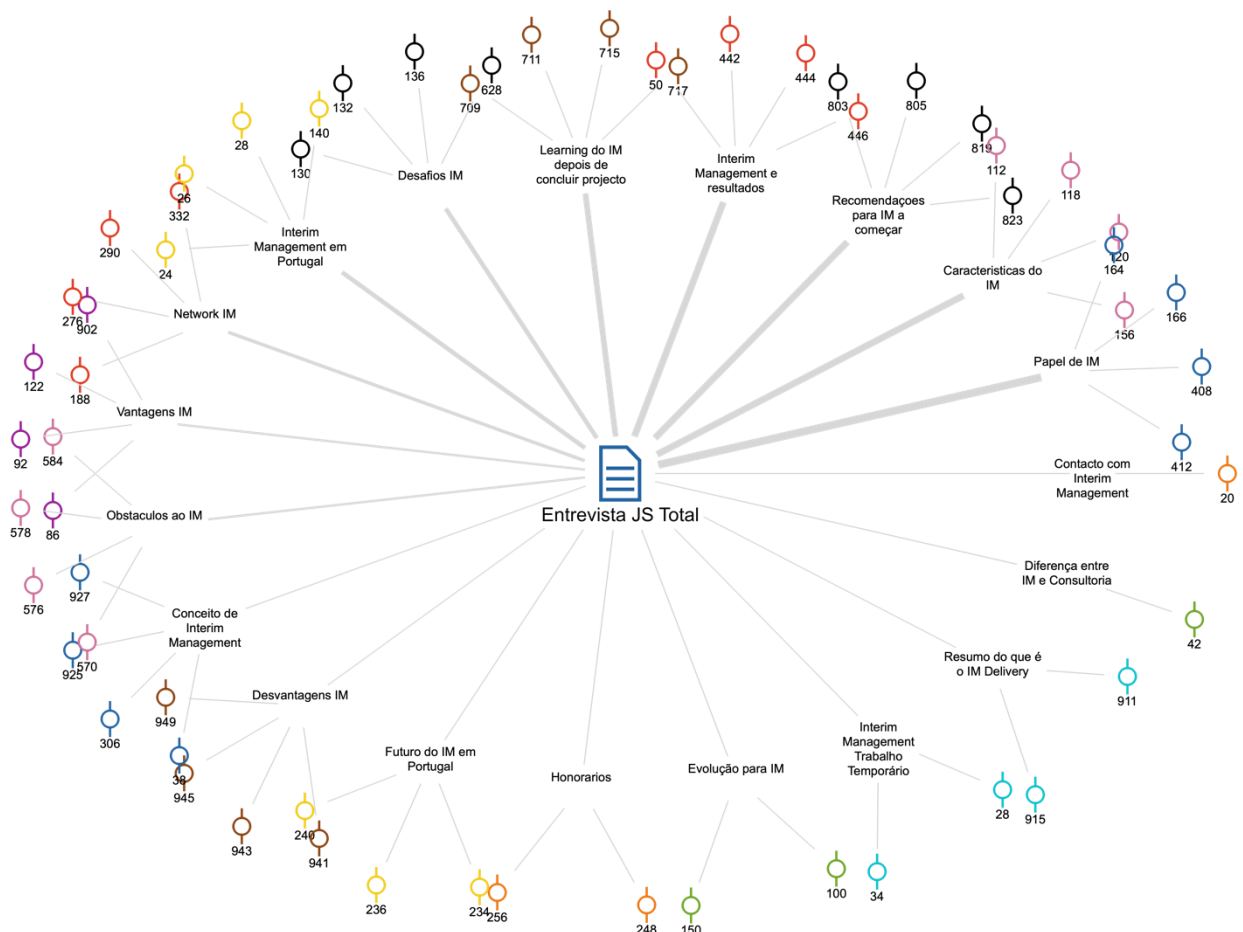 711
715
442
444
136
628
50
717
132
709
803
805
28
140
446
130
819
112
118
Desafios IM
Learning do IM
depois de
concluir projecto
Interim
Management e
resultados
Recomendaçoes
para IM a
começar
823
26
332
290
24
Interim
Management em
Portugal
Caracteristicas do
IM
120
164
276
902
Network IM
166
156
Papel de IM
122
188
408
Vantagens IM
92
584
412
Contacto com
Interim
Management
20
578
86
Obstaculos ao IM
Entrevista JS Total
576
927
Diferença entre
IM e Consultoria
42
Conceito de
Interim
Management
925
570
Resumo do que é
o IM Delivery
911
949
Desvantagens IM
306
38
945
Futuro do IM em
Portugal
Honorarios
Evolução para IM
Interim
Management
Trabalho
Temporário
28
915
943
240
941
236
234
256
248
150
100
34